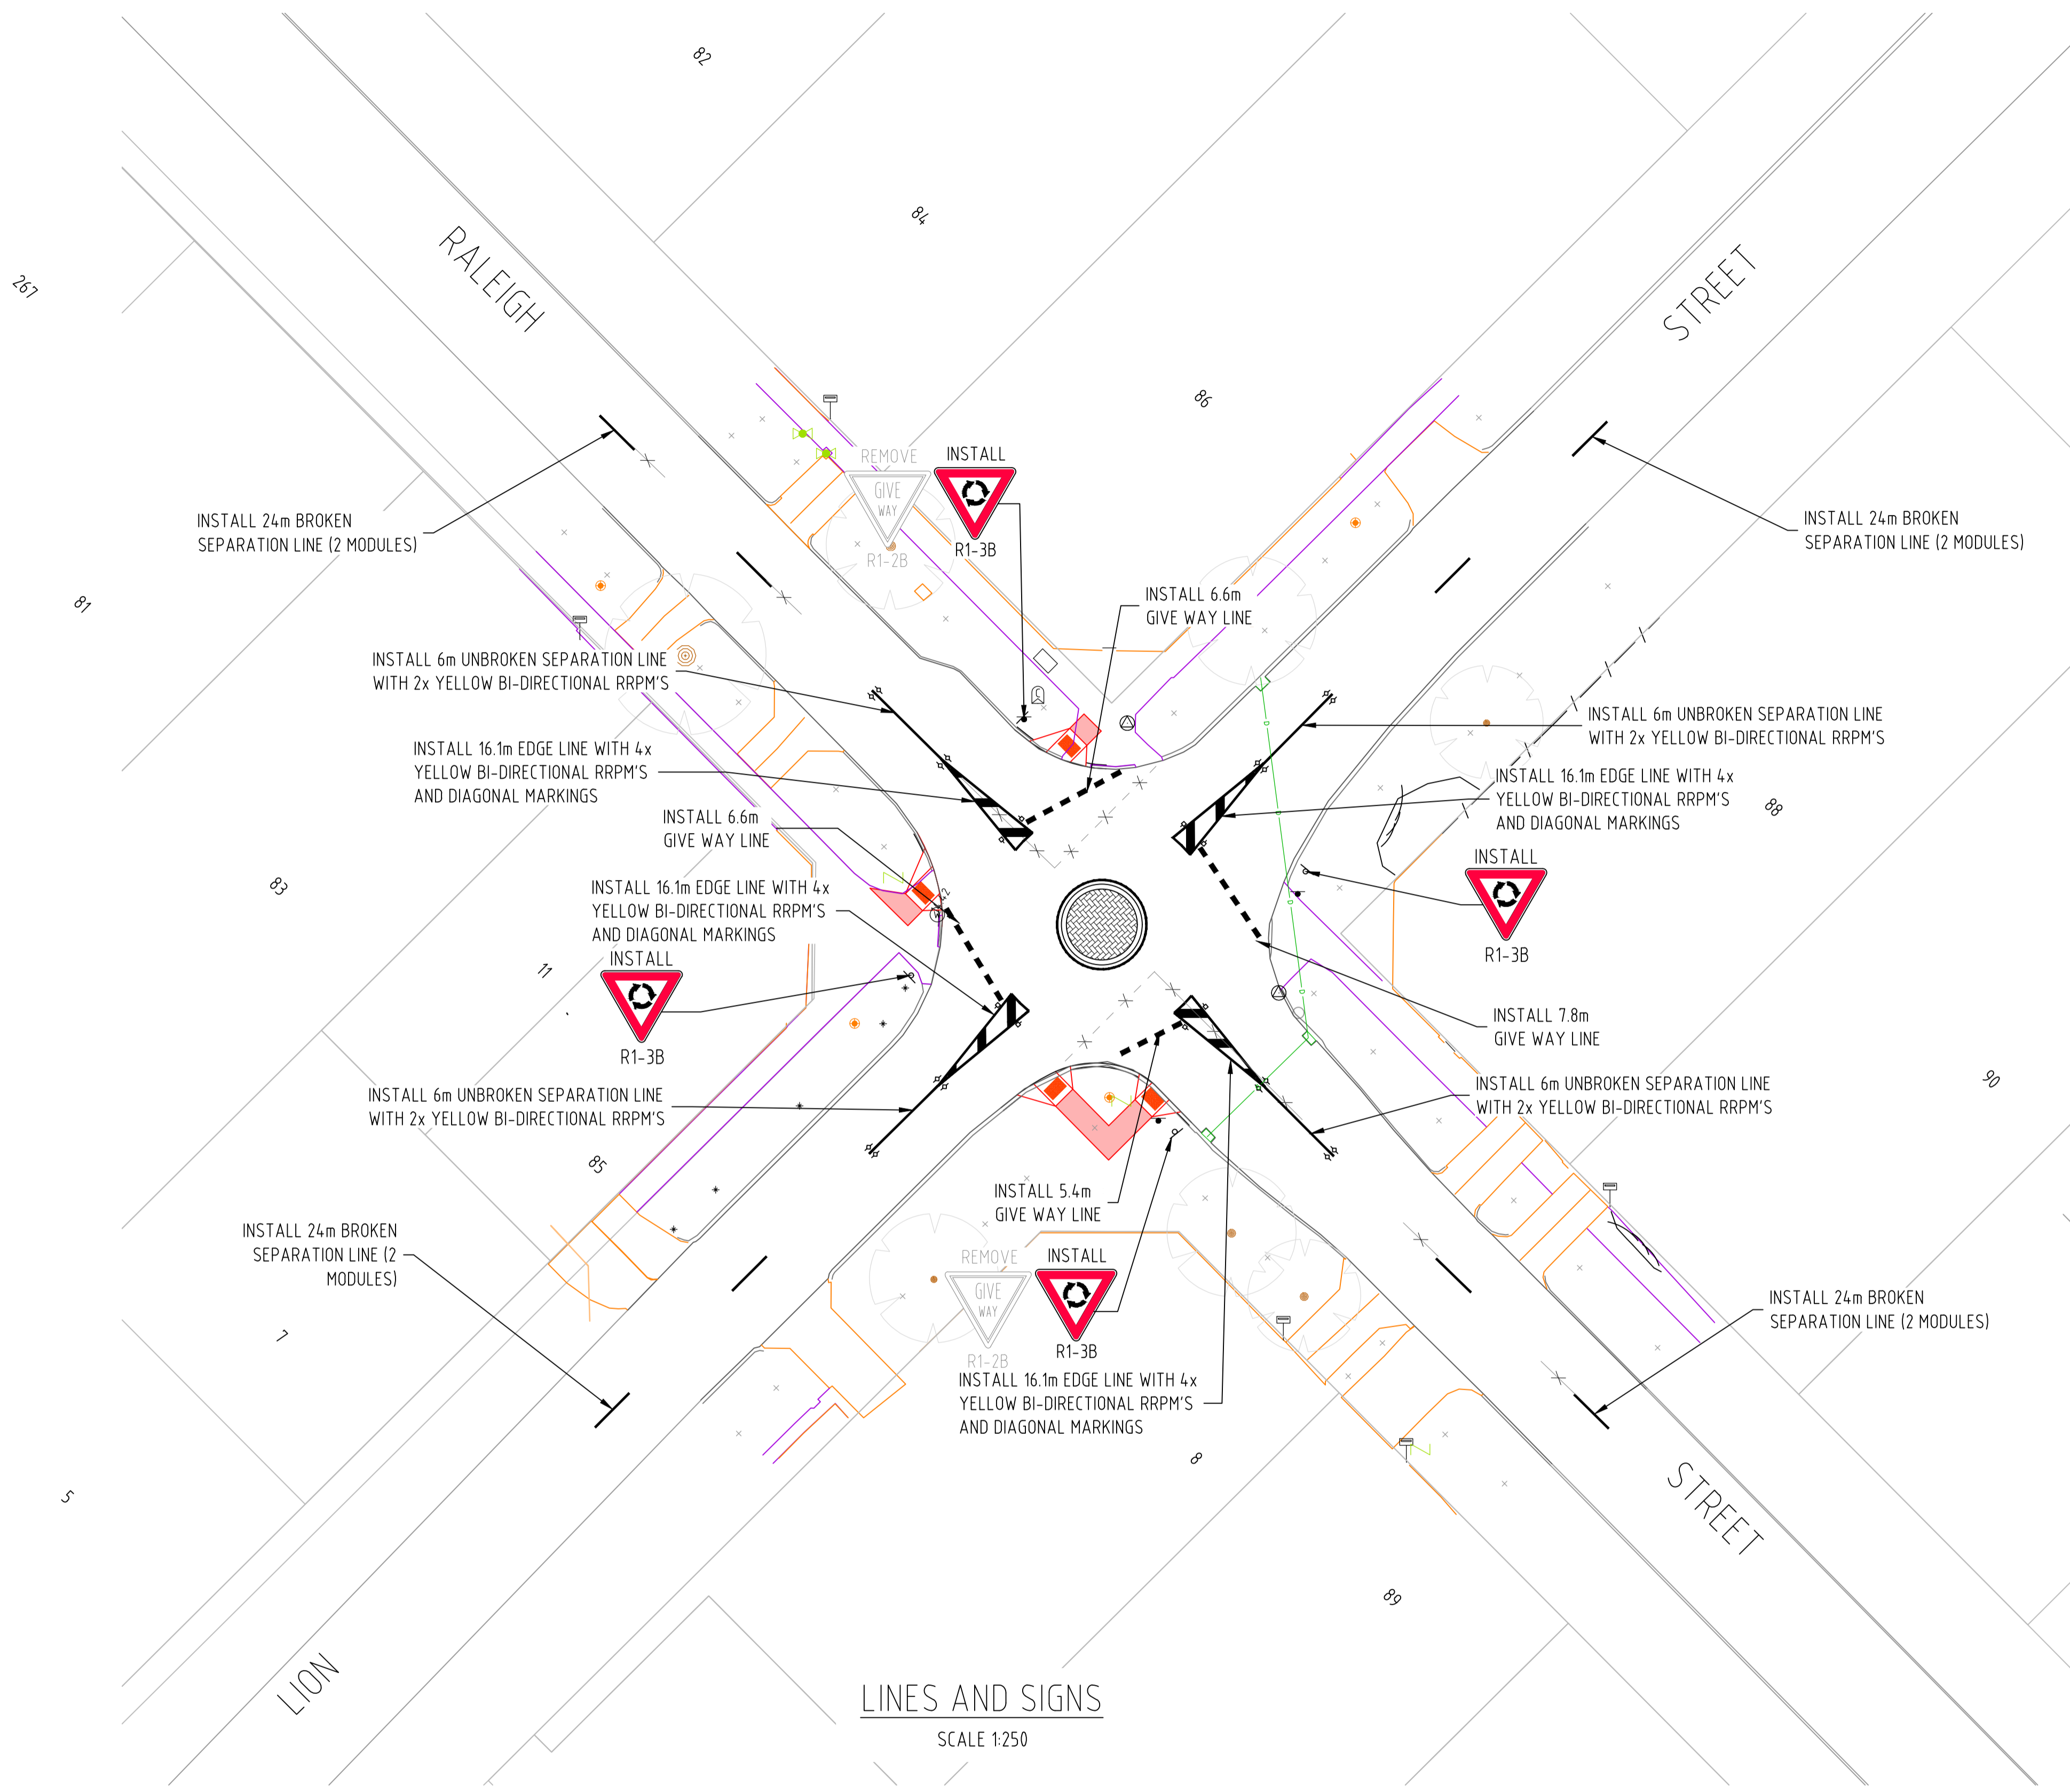 82
84
267
RALEIGH
STREET
86
REMOVE
GIVE
WAY
R1-2B
INSTALL
R1-3B
INSTALL 24m BROKEN
SEPARATION LINE (2 MODULES)
INSTALL 24m BROKEN
SEPARATION LINE (2 MODULES)
81
INSTALL 6.6m
GIVE WAY LINE
INSTALL 6m UNBROKEN SEPARATION LINE
WITH 2x YELLOW BI-DIRECTIONAL RRPM'S
INSTALL 6m UNBROKEN SEPARATION LINE
WITH 2x YELLOW BI-DIRECTIONAL RRPM'S
INSTALL 16.1m EDGE LINE WITH 4x
YELLOW BI-DIRECTIONAL RRPM'S
AND DIAGONAL MARKINGS
INSTALL 16.1m EDGE LINE WITH 4x
YELLOW BI-DIRECTIONAL RRPM'S
AND DIAGONAL MARKINGS
88
INSTALL 6.6m
GIVE WAY LINE
INSTALL
R1-3B
83
INSTALL 16.1m EDGE LINE WITH 4x
YELLOW BI-DIRECTIONAL RRPM'S
AND DIAGONAL MARKINGS
11
INSTALL
R1-3B
INSTALL 7.8m
GIVE WAY LINE
90
INSTALL 6m UNBROKEN SEPARATION LINE
WITH 2x YELLOW BI-DIRECTIONAL RRPM'S
INSTALL 6m UNBROKEN SEPARATION LINE
WITH 2x YELLOW BI-DIRECTIONAL RRPM'S
85
INSTALL 5.4m
GIVE WAY LINE
INSTALL 24m BROKEN
SEPARATION LINE (2
MODULES)
REMOVE
GIVE
WAY
R1-2B
INSTALL
R1-3B
INSTALL 24m BROKEN
SEPARATION LINE (2 MODULES)
7
INSTALL 16.1m EDGE LINE WITH 4x
YELLOW BI-DIRECTIONAL RRPM'S
AND DIAGONAL MARKINGS
8
5
STREET
89
LION
LINES AND SIGNS
SCALE 1:250